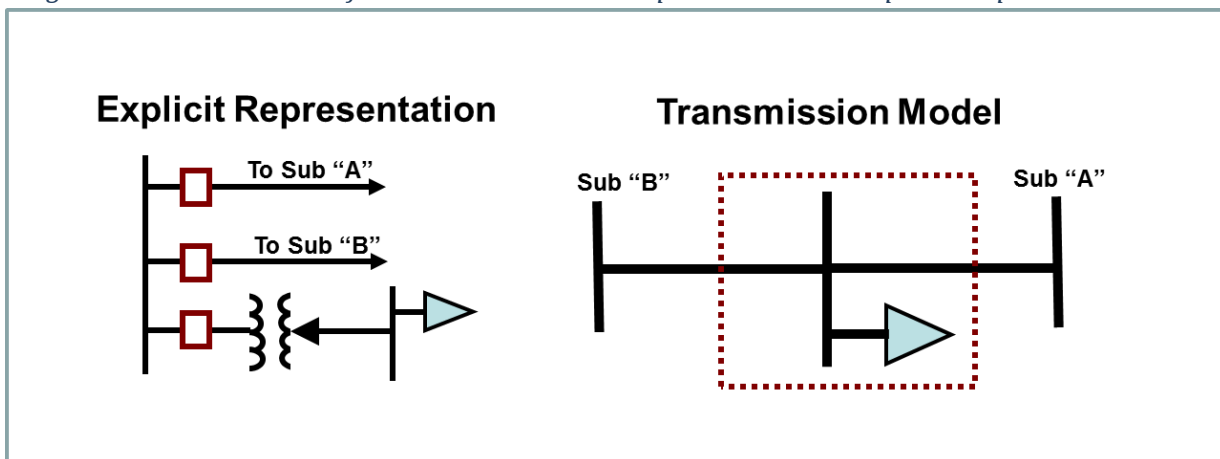 Explicit Representation
Transmission Model
To Sub “A”
To Sub “B”
Sub “B”
Sub “A”